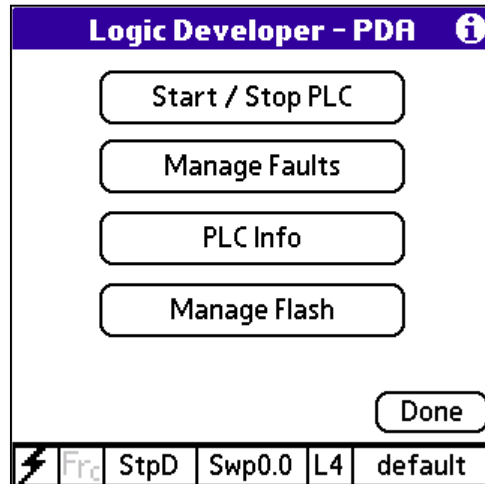 Logic Developer - PDA i
Start / Stop PLC
Manage Faults
PLC Info
Manage Flash
Done
Frc StpD Swp0.0 L4 default